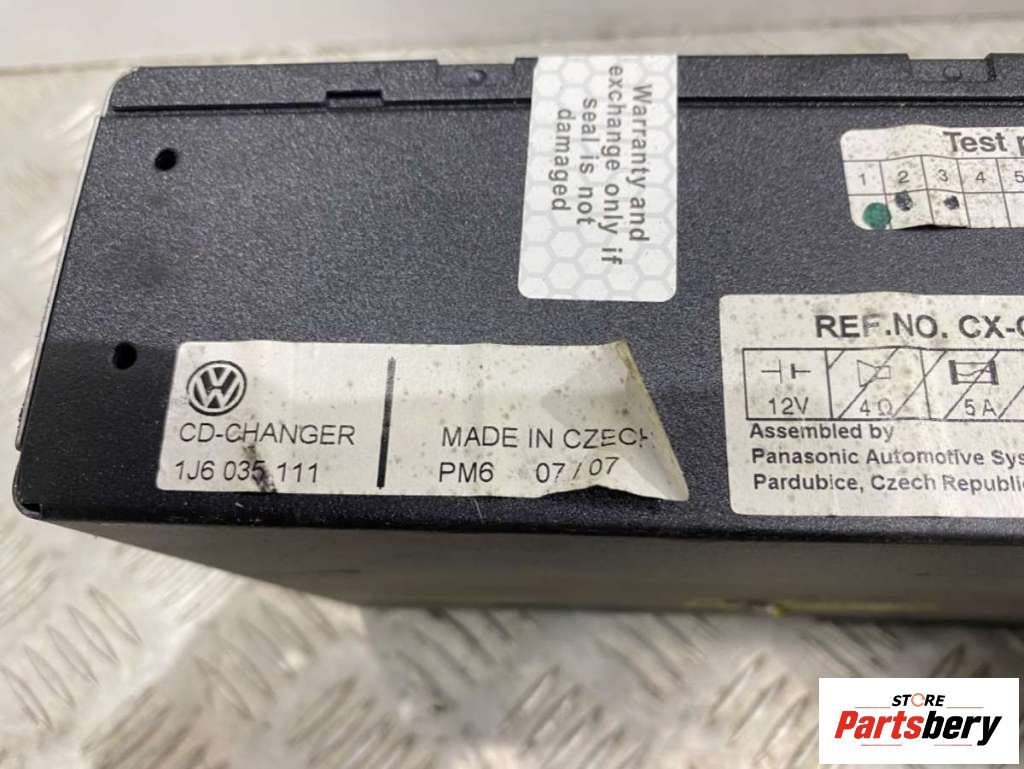 Warranty and
exchange only if
seal is not
damaged
Test
1 2 3 4 5
REF.NO. CX-
12V 4Ω 5A
Assembled by
Panasonic Automotive Sys
Pardubice, Czech Republic
VW
CD-CHANGER
1J6 035 111
MADE IN CZECH
PM6 07/07
STORE
Partsbery